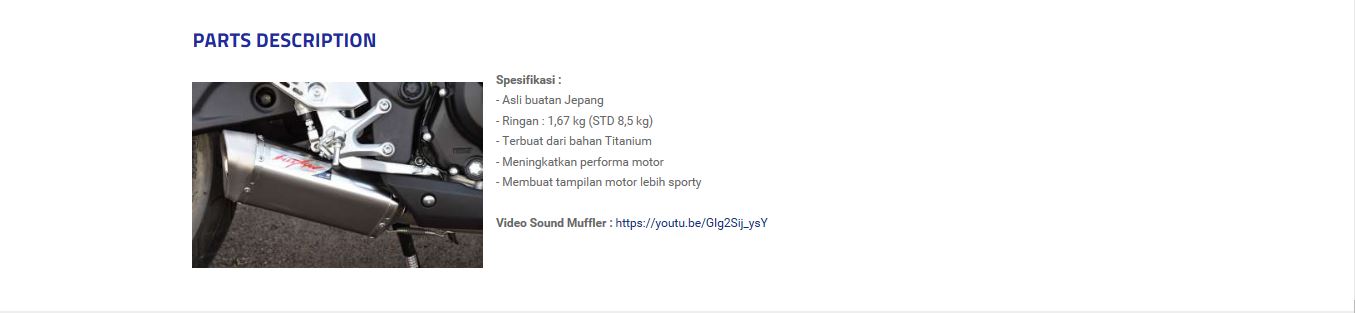 PARTS DESCRIPTION
Spesifikasi :
- Asli buatan Jepang
- Ringan : 1,67 kg (STD 8,5 kg)
- Terbuat dari bahan Titanium
- Meningkatkan performa motor
- Membuat tampilan motor lebih sporty
Video Sound Muffler : https://youtu.be/GIg2Sij_ysY